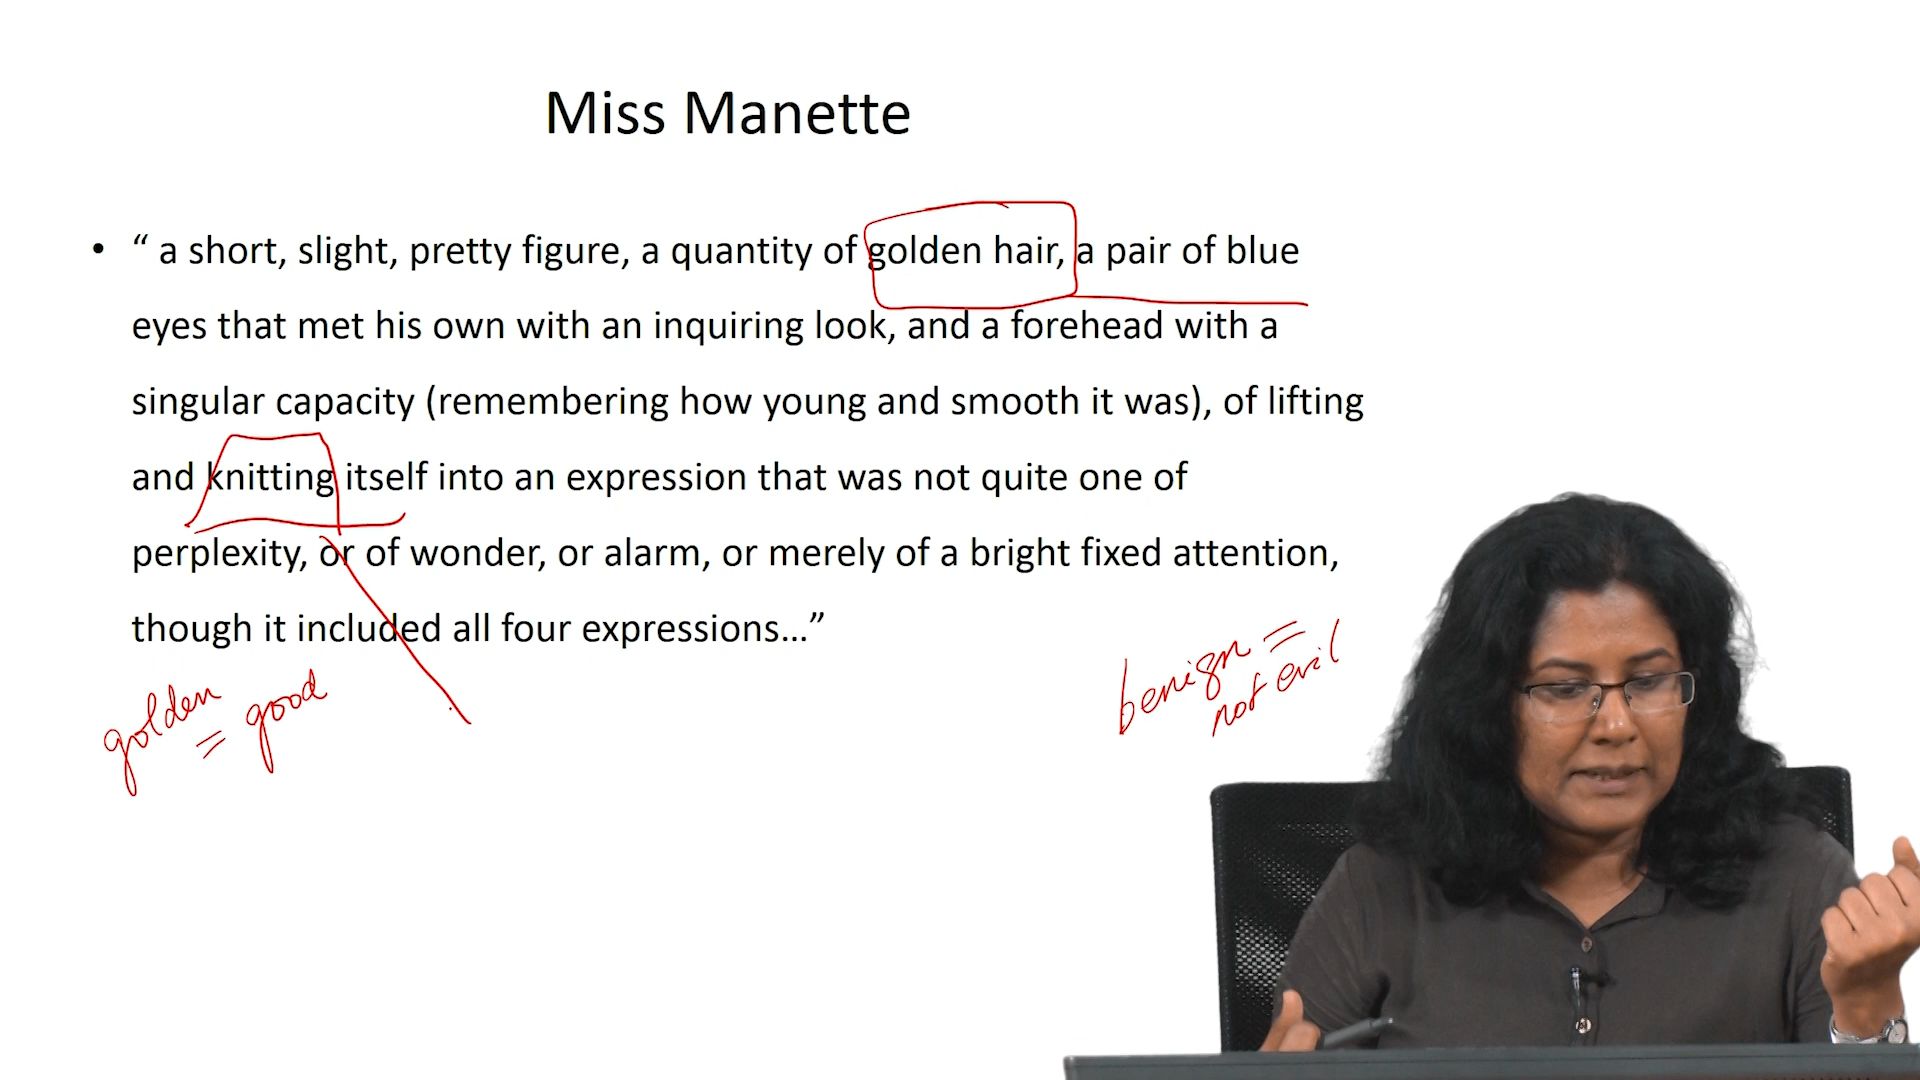 Miss Manette
• “ a short, slight, pretty figure, a quantity of golden hair, a pair of blue
eyes that met his own with an inquiring look, and a forehead with a
singular capacity (remembering how young and smooth it was), of lifting
and knitting itself into an expression that was not quite one of
perplexity, or of wonder, or alarm, or merely of a bright fixed attention,
though it included all four expressions...”
golden
= good
benign =
not evil